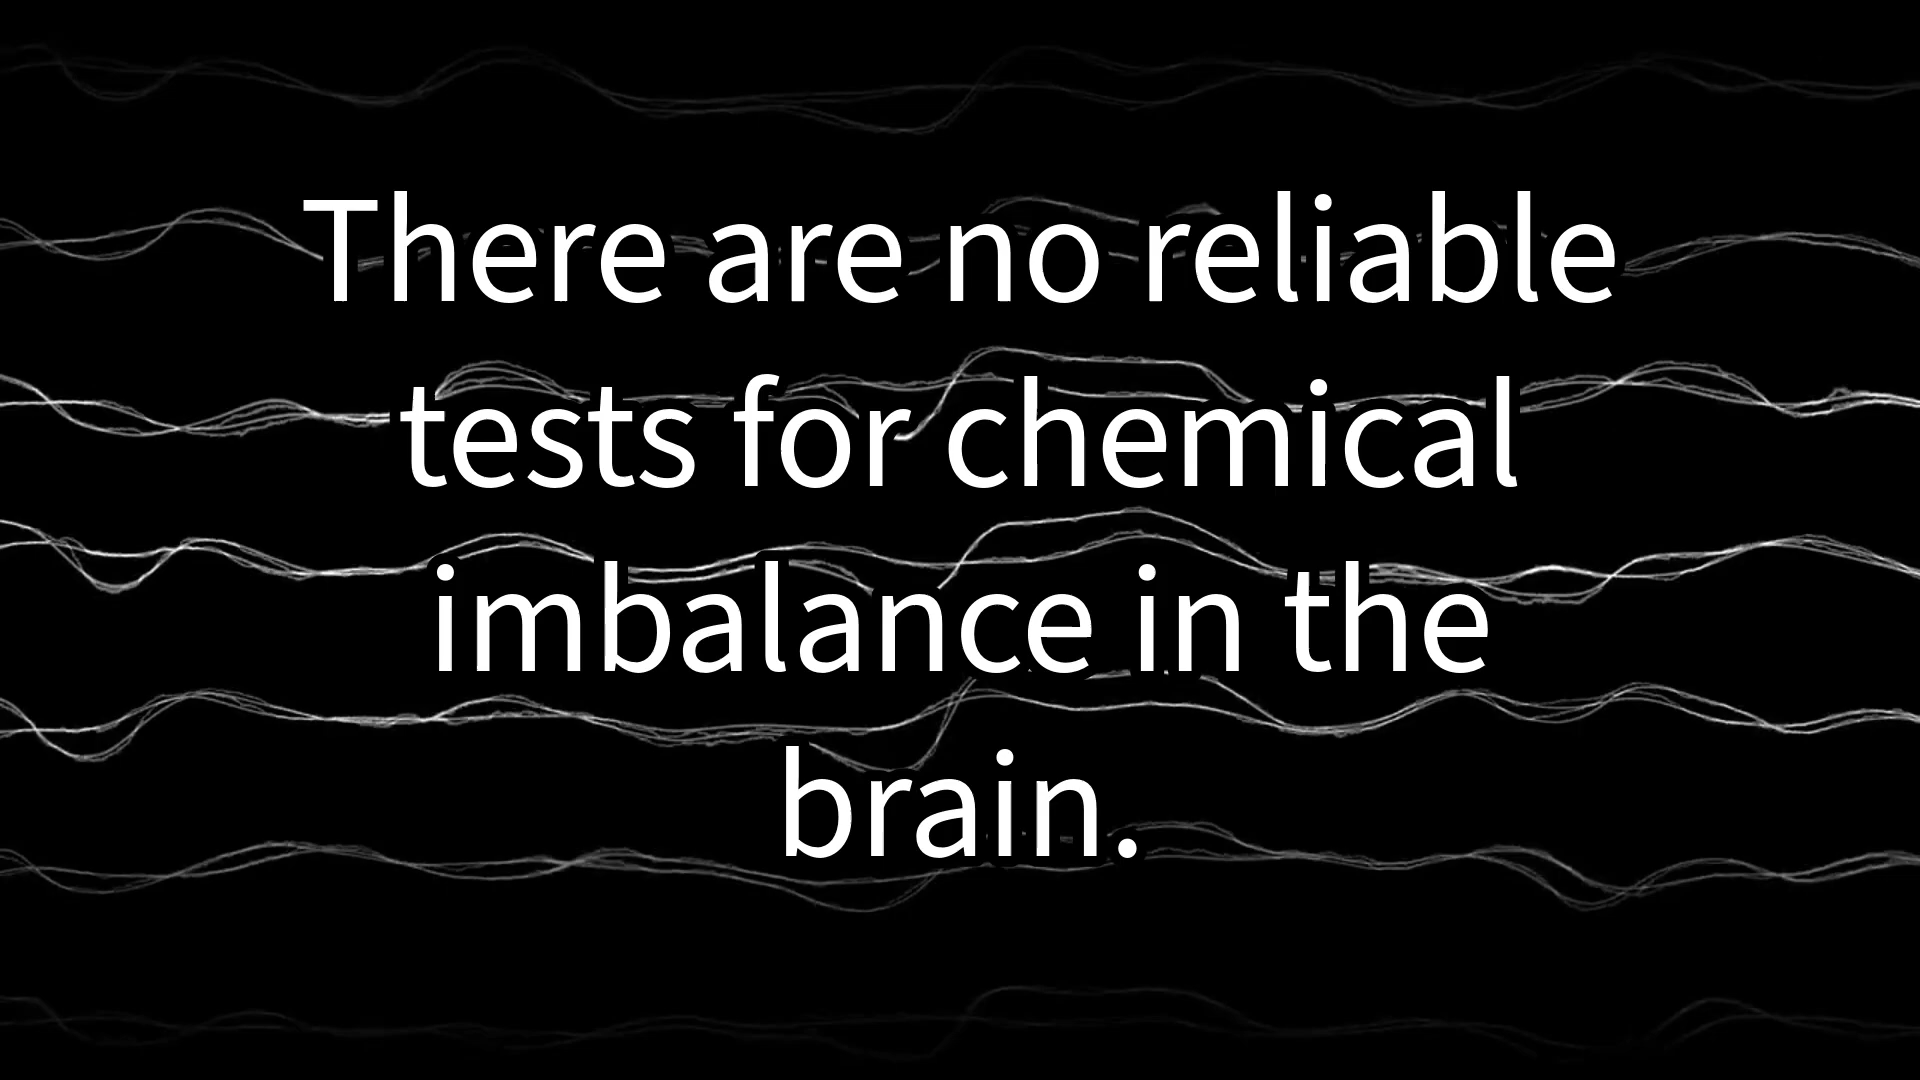 There are no reliable
tests for chemical
imbalance in the
brain.